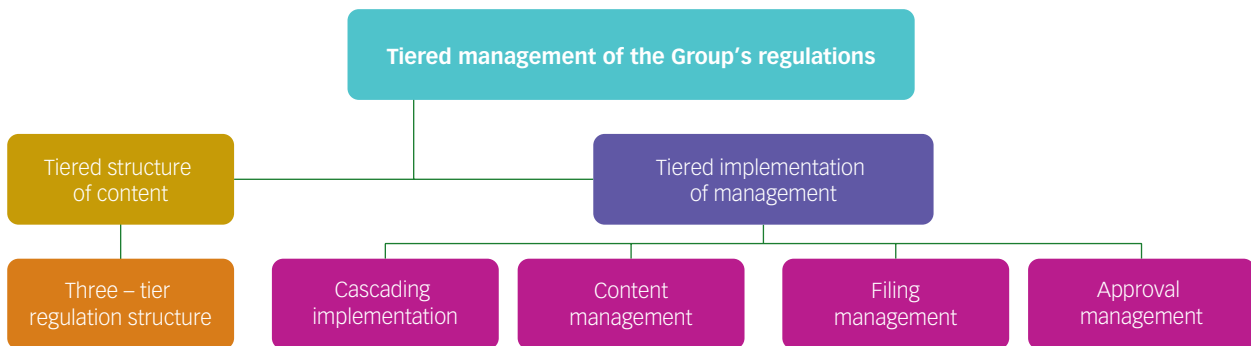 Tiered management of the Group’s regulations
Tiered structure
of content
Tiered implementation
of management
Three – tier
regulation structure
Cascading
implementation
Content
management
Filing
management
Approval
management